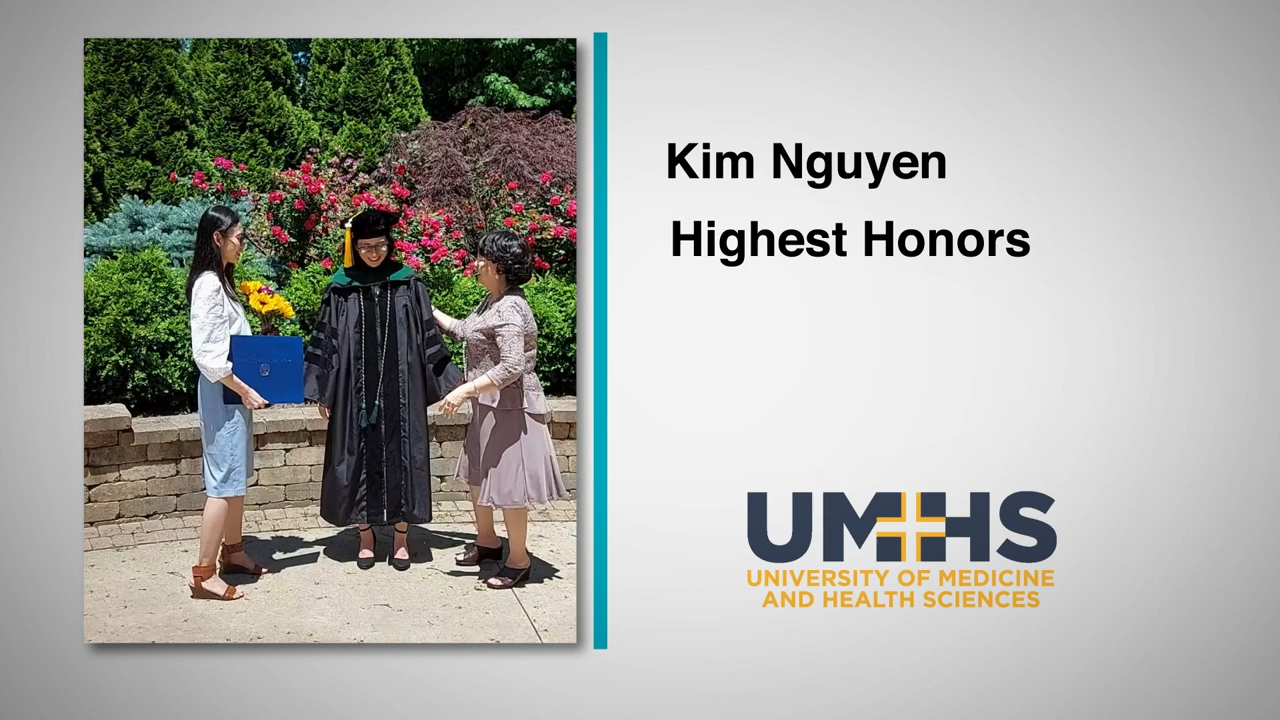 Kim Nguyen
Highest Honors
UMHS
UNIVERSITY OF MEDICINE
AND HEALTH SCIENCES